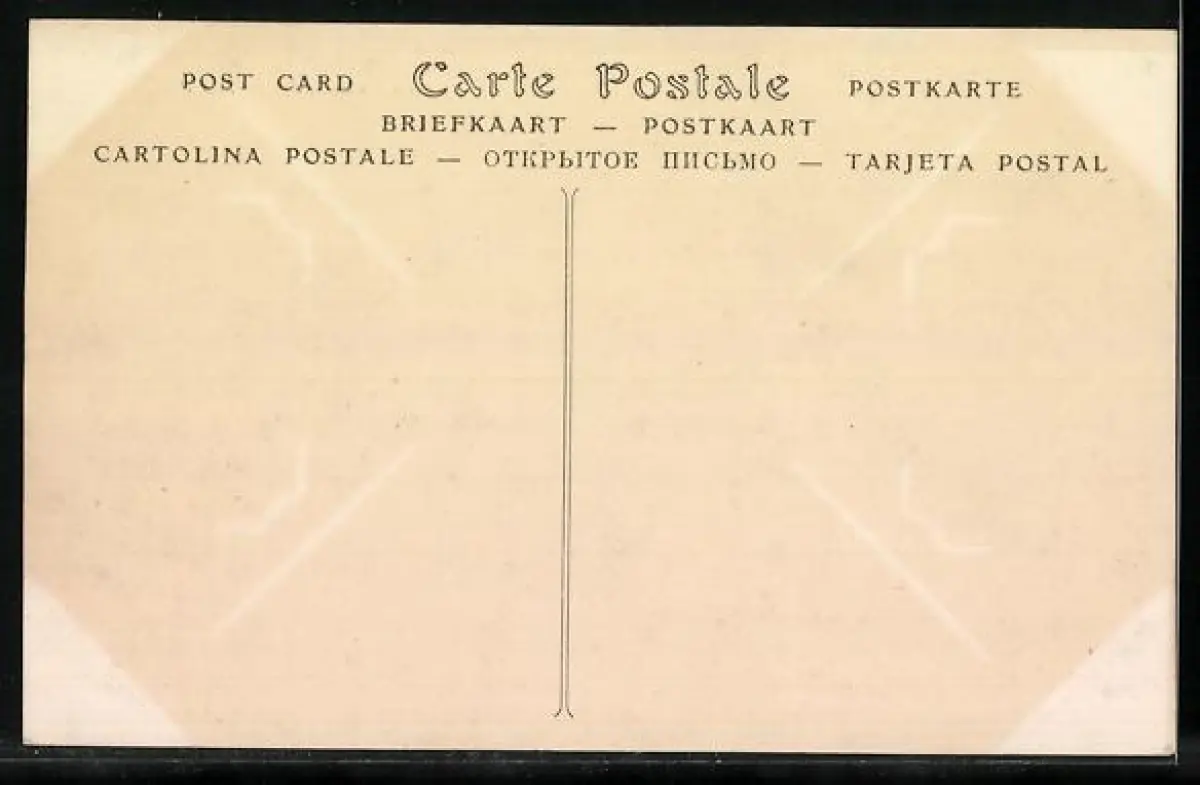 POST CARD Carte Postale POSTKARTE
BRIEFKAART — POSTKAART
CARTOLINA POSTALE — ОТКРЫТОЕ ПИСЬМО — TARJETA POSTAL